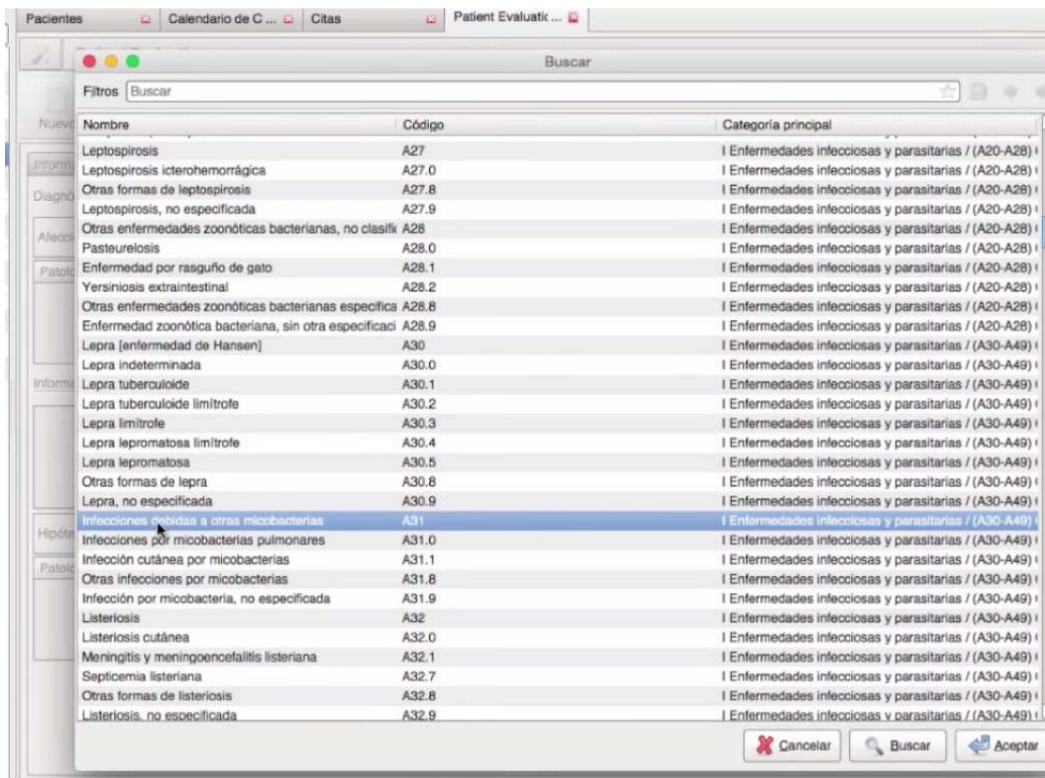 Pacientes Calendario de C ... Citas Patient Evaluatic ...
Buscar
Filtros Buscar
Nuevo
Nombre Código Categoría principal
Leptospirosis A27 I Enfermedades infecciosas y parasitarias / (A20-A28)
Leptospirosis icterohemorrágica A27.0 I Enfermedades infecciosas y parasitarias / (A20-A28)
Otras formas de leptospirosis A27.8 I Enfermedades infecciosas y parasitarias / (A20-A28)
Leptospirosis, no especificada A27.9 I Enfermedades infecciosas y parasitarias / (A20-A28)
Otras enfermedades zoonóticas bacterianas, no clasifi A28 I Enfermedades infecciosas y parasitarias / (A20-A28)
Pasteurelosis A28.0 I Enfermedades infecciosas y parasitarias / (A20-A28)
Enfermedad por rasguño de gato A28.1 I Enfermedades infecciosas y parasitarias / (A20-A28)
Yersiniosis extraintestinal A28.2 I Enfermedades infecciosas y parasitarias / (A20-A28)
Otras enfermedades zoonóticas bacterianas especifica A28.8 I Enfermedades infecciosas y parasitarias / (A20-A28)
Enfermedad zoonótica bacteriana, sin otra especificaci A28.9 I Enfermedades infecciosas y parasitarias / (A20-A28)
Lepra [enfermedad de Hansen] A30 I Enfermedades infecciosas y parasitarias / (A30-A49)
Lepra indeterminada A30.0 I Enfermedades infecciosas y parasitarias / (A30-A49)
Lepra tuberculoide A30.1 I Enfermedades infecciosas y parasitarias / (A30-A49)
Lepra tuberculoide limítrofe A30.2 I Enfermedades infecciosas y parasitarias / (A30-A49)
Lepra limítrofe A30.3 I Enfermedades infecciosas y parasitarias / (A30-A49)
Lepra lepromatosa limítrofe A30.4 I Enfermedades infecciosas y parasitarias / (A30-A49)
Lepra lepromatosa A30.5 I Enfermedades infecciosas y parasitarias / (A30-A49)
Otras formas de lepra A30.8 I Enfermedades infecciosas y parasitarias / (A30-A49)
Lepra, no especificada A30.9 I Enfermedades infecciosas y parasitarias / (A30-A49)
Infecciones debidas a otras micobacterias A31 I Enfermedades infecciosas y parasitarias / (A30-A49)
Infecciones por micobacterias pulmonares A31.0 I Enfermedades infecciosas y parasitarias / (A30-A49)
Infección cutánea por micobacterias A31.1 I Enfermedades infecciosas y parasitarias / (A30-A49)
Otras infecciones por micobacterias A31.8 I Enfermedades infecciosas y parasitarias / (A30-A49)
Infección por micobacteria, no especificada A31.9 I Enfermedades infecciosas y parasitarias / (A30-A49)
Listeriosis A32 I Enfermedades infecciosas y parasitarias / (A30-A49)
Listeriosis cutánea A32.0 I Enfermedades infecciosas y parasitarias / (A30-A49)
Meningitis y meningoencefalitis listeriana A32.1 I Enfermedades infecciosas y parasitarias / (A30-A49)
Septicemia listeriana A32.7 I Enfermedades infecciosas y parasitarias / (A30-A49)
Otras formas de listeriosis A32.8 I Enfermedades infecciosas y parasitarias / (A30-A49)
Listeriosis, no especificada A32.9 I Enfermedades infecciosas y parasitarias / (A30-A49)
Cancelar Buscar Aceptar